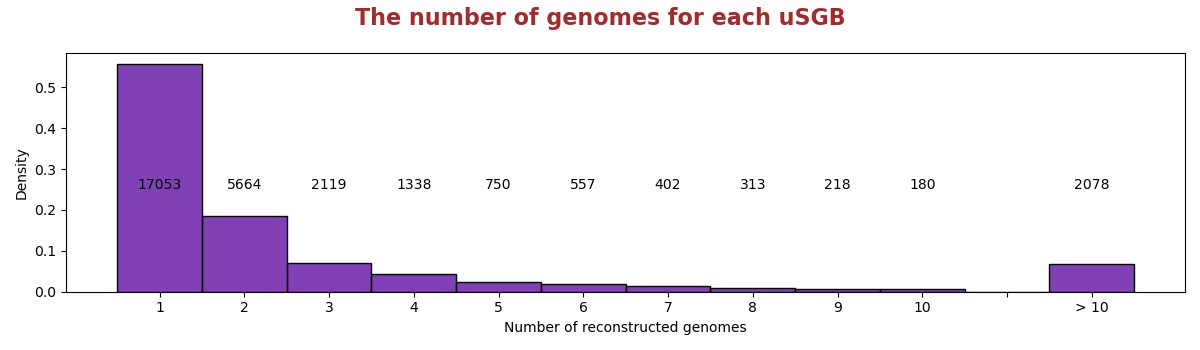 The number of genomes for each uSGB
Density
0.5
0.4
0.3
0.2
0.1
0.0
17053 5664 2119 1338 750 557 402 313 218 180 2078
1 2 3 4 5 6 7 8 9 10 > 10
Number of reconstructed genomes